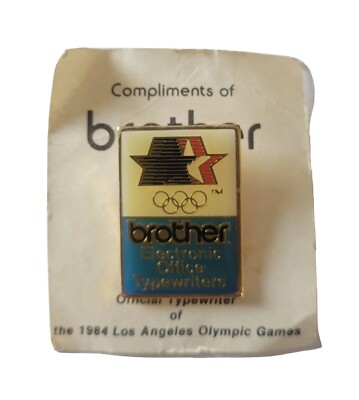 Compliments of
brother
TM
brother
Electronic
Office
Typewriters
Official Typewriter
of
the 1984 Los Angeles Olympic Games